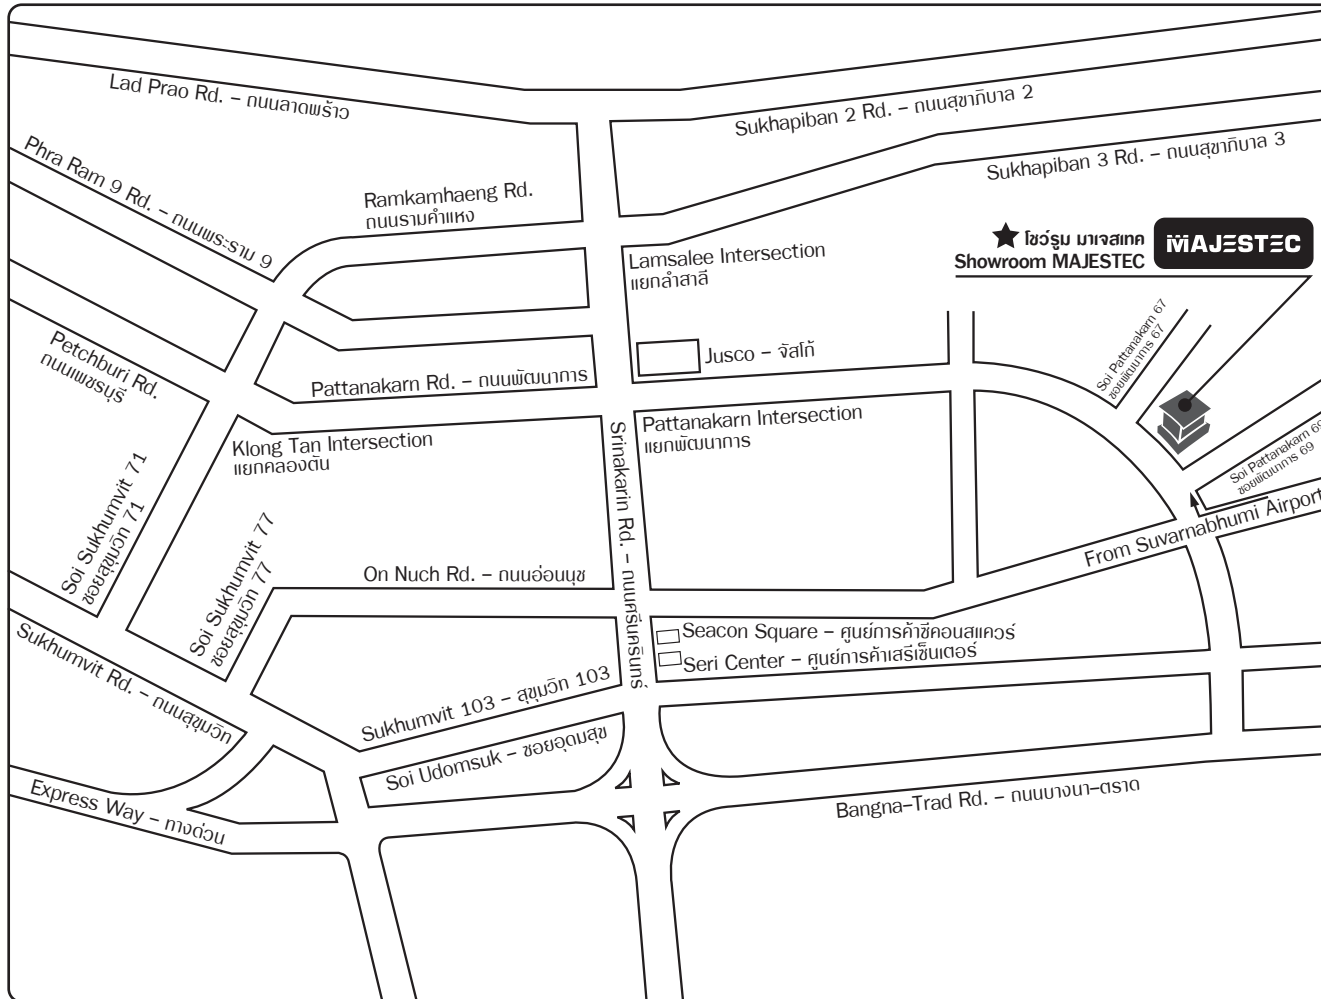 Lad Prao Rd. – ถนนลาดพร้าว
Sukhapiban 2 Rd. – ถนนสุขาภิบาล 2
Sukhapiban 3 Rd. – ถนนสุขาภิบาล 3
Phra Ram 9 Rd. – ถนนพระราม 9
Ramkamhaeng Rd.
ถนนรามคำแหง
★ โชว์รูม มาเจสเทค
Showroom MAJESTEC
MAJESTEC
Lamsalee Intersection
แยกลำสาลี
Soi Pattanakarn 67
ซอยพัฒนาการ 67
Petchburi Rd.
ถนนเพชรบุรี
Jusco – จัสโก้
Pattanakarn Rd. – ถนนพัฒนาการ
Klong Tan Intersection
แยกคลองตัน
Pattanakarn Intersection
แยกพัฒนาการ
Soi Pattanakarn 69
ซอยพัฒนาการ 69
Srinakarin Rd. – ถนนศรีนครินทร์
Soi Sukhumvit 71
ซอยสุขุมวิท 71
Soi Sukhumvit 77
ซอยสุขุมวิท 77
From Suvarnabhumi Airport
On Nuch Rd. – ถนนอ่อนนุช
Sukhumvit Rd. – ถนนสุขุมวิท
Seacon Square – ศูนย์การค้าซีคอนสแควร์
Seri Center – ศูนย์การค้าเสรีเซ็นเตอร์
Sukhumvit 103 – สุขุมวิท 103
Soi Udomsuk – ซอยอุดมสุข
Express Way – ทางด่วน
Bangna-Trad Rd. – ถนนบางนา-ตราด